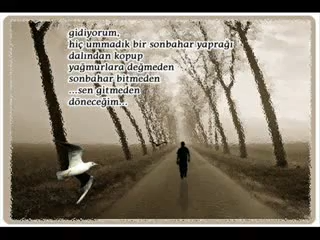 gidiyorum,
hiç ummadık bir sonbahar yaprağı
dalından kopup
yağmurlara değmeden
sonbahar bitmeden
...sen gitmeden
döneceğim...